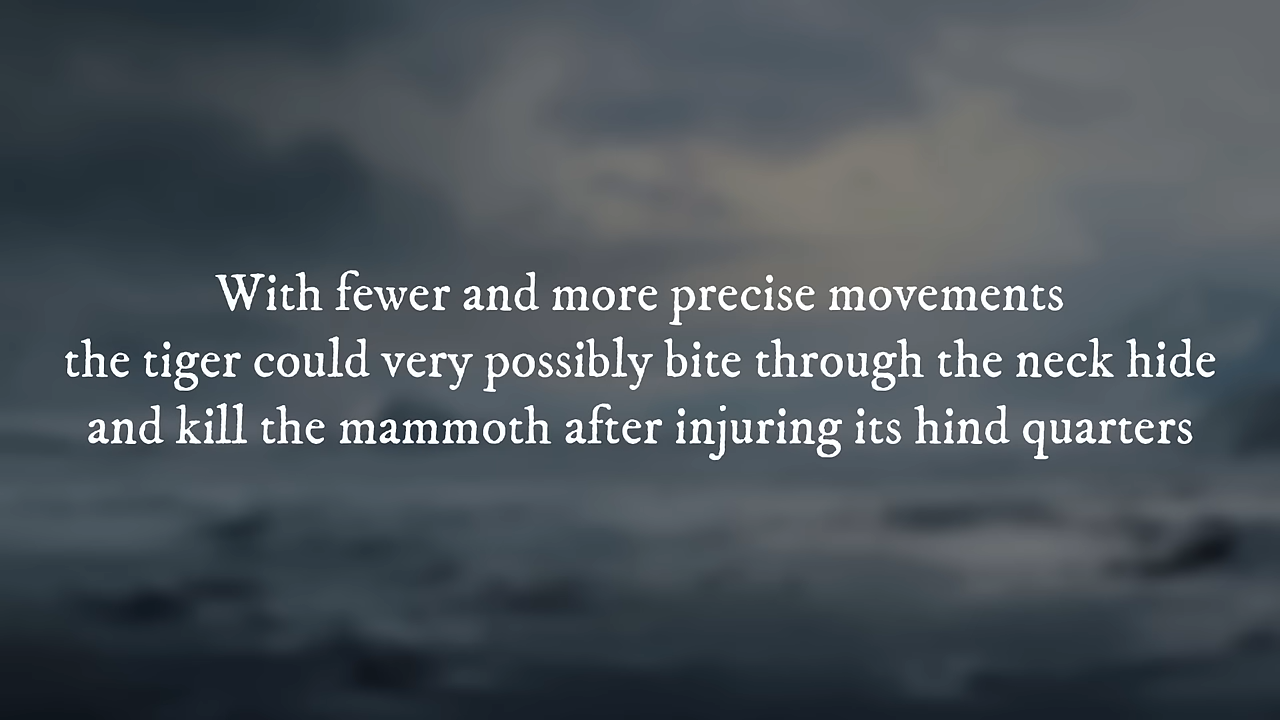 With fewer and more precise movements
the tiger could very possibly bite through the neck hide
and kill the mammoth after injuring its hind quarters